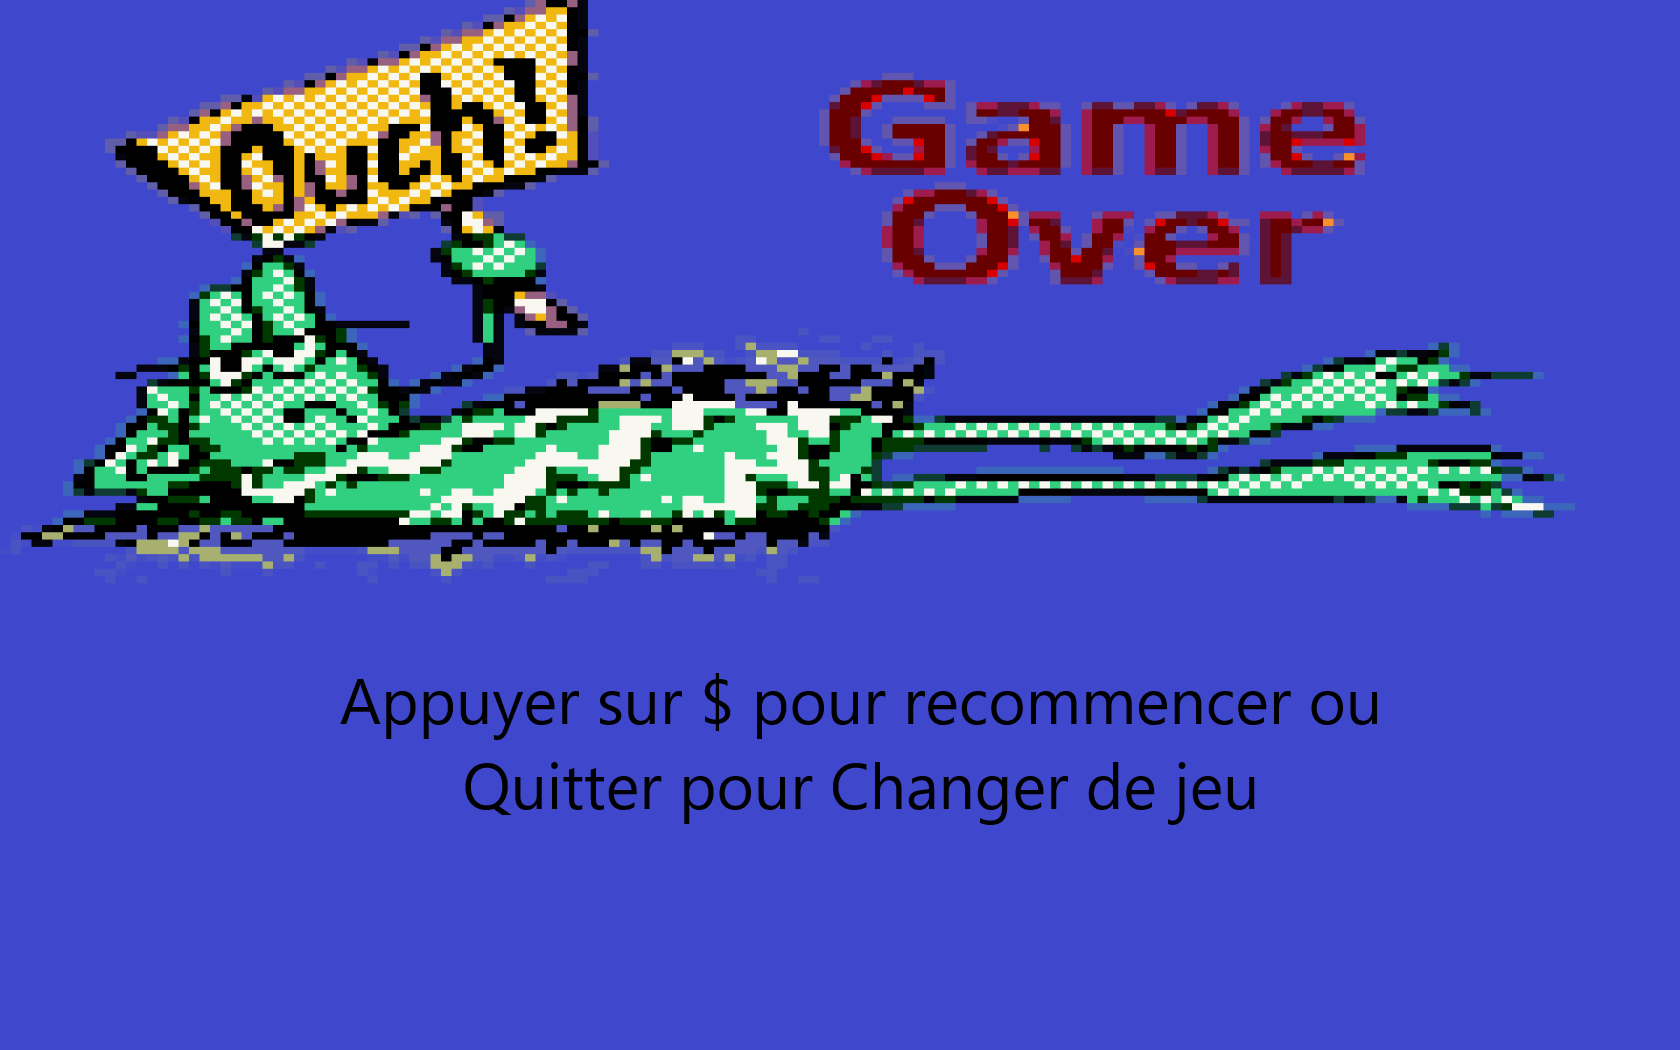 Ouch!
Game
Over
Appuyer sur $ pour recommencer ou
Quitter pour Changer de jeu